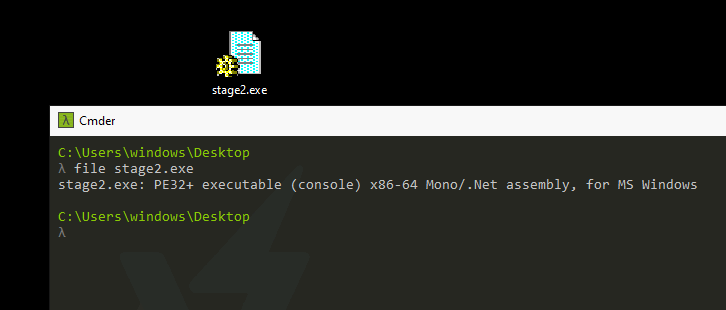 stage2.exe
λ Cmder
C:\Users\windows\Desktop
λ file stage2.exe
stage2.exe: PE32+ executable (console) x86-64 Mono/.Net assembly, for MS Windows
C:\Users\windows\Desktop
λ